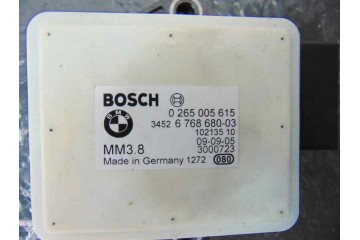 BOSCH
BMW
0 265 005 615
3452 6 768 680-03
102135 10
09-09-05
MM3.8 3000723
Made in Germany 1272 080